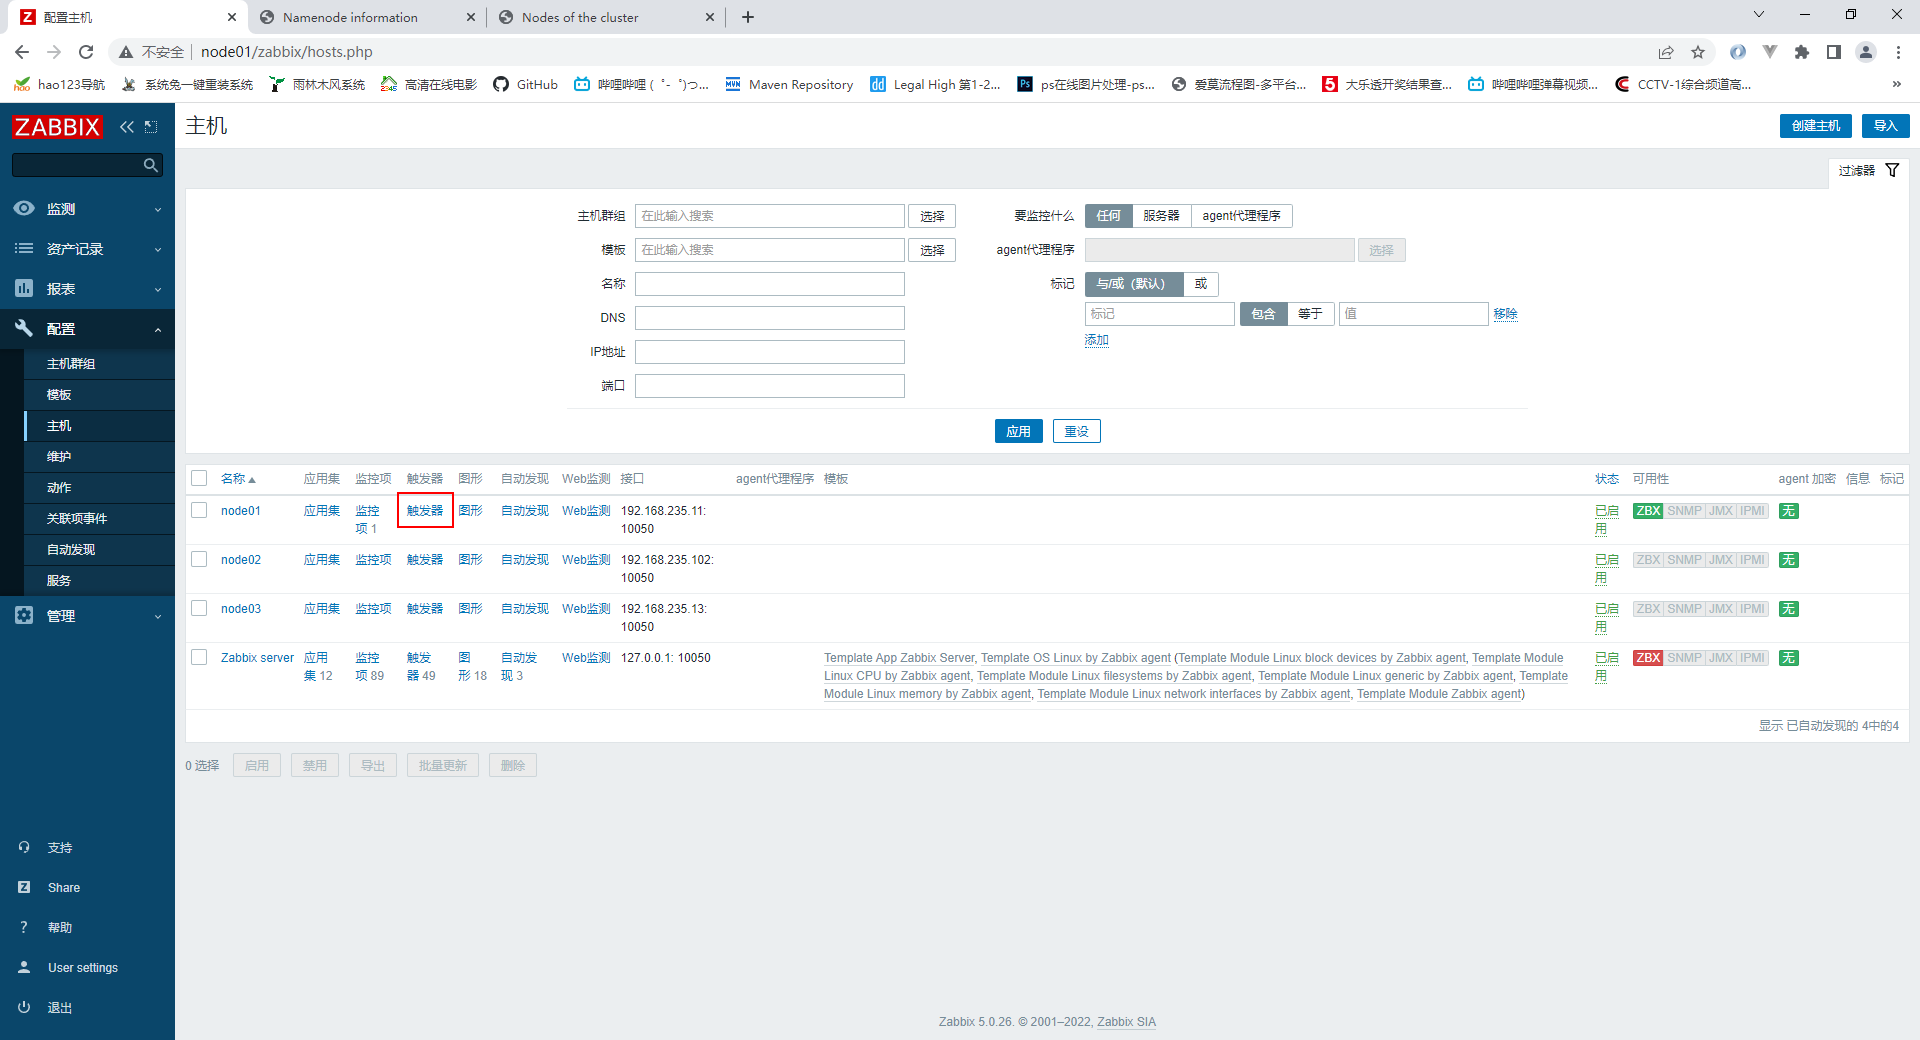 配置主机
Namenode information
Nodes of the cluster
不安全 node01/zabbix/hosts.php
hao123导航 系统兔一键重装系统 雨林木风系统 高清在线电影 GitHub 哔哩哔哩 (゜-゜)つ... Maven Repository Legal High 第1-2... ps在线图片处理-ps... 爱莫流程图-多平台... 大乐透开奖结果查... 哔哩哔哩弹幕视频... CCTV-1综合频道高... »
ZABBIX
监测
资产记录
报表
配置
主机群组
模板
主机
维护
动作
关联项事件
自动发现
服务
管理
支持
Share
帮助
User settings
退出
主机
创建主机 导入
过滤器
主机群组 在此输入搜索 选择
模板 在此输入搜索 选择
名称
DNS
IP地址
端口
要监控什么 任何 服务器 agent代理程序
agent代理程序 选择
标记 与/或（默认） 或
标记 包含 等于 值 移除
添加
应用 重设
名称 应用集 监控项 触发器 图形 自动发现 Web监测 接口 agent代理程序 模板 状态 可用性 agent 加密 信息 标记
node01 应用集 监控 触发器 图形 自动发现 Web监测 192.168.235.11: 已启 ZBX SNMP JMX IPMI 无
项 1 10050 用
node02 应用集 监控项 触发器 图形 自动发现 Web监测 192.168.235.102: 已启 ZBX SNMP JMX IPMI 无
10050 用
node03 应用集 监控项 触发器 图形 自动发现 Web监测 192.168.235.13: 已启 ZBX SNMP JMX IPMI 无
10050 用
Zabbix server 应用 监控 触发 图 自动发 Web监测 127.0.0.1: 10050 Template App Zabbix Server, Template OS Linux by Zabbix agent (Template Module Linux block devices by Zabbix agent, Template Module 已启 ZBX SNMP JMX IPMI 无
集 12 项 89 器 49 形 18 现 3 Linux CPU by Zabbix agent, Template Module Linux filesystems by Zabbix agent, Template Module Linux generic by Zabbix agent, Template 用
Module Linux memory by Zabbix agent, Template Module Linux network interfaces by Zabbix agent, Template Module Zabbix agent)
显示 已自动发现的 4中的4
0 选择 启用 禁用 导出 批量更新 删除
Zabbix 5.0.26. © 2001–2022, Zabbix SIA